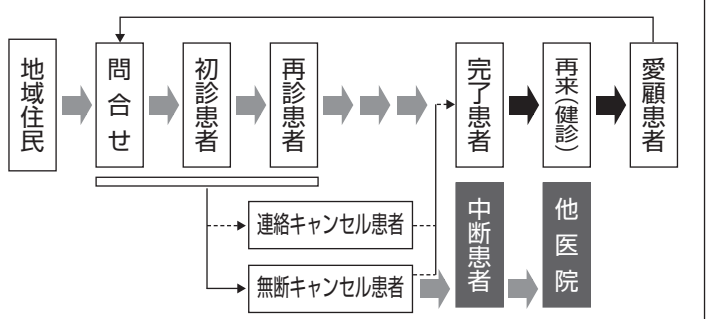 地域住民
問合せ
初診患者
再診患者
完了患者
再来(健診)
愛顧患者
連絡キャンセル患者
無断キャンセル患者
中断患者
他医院